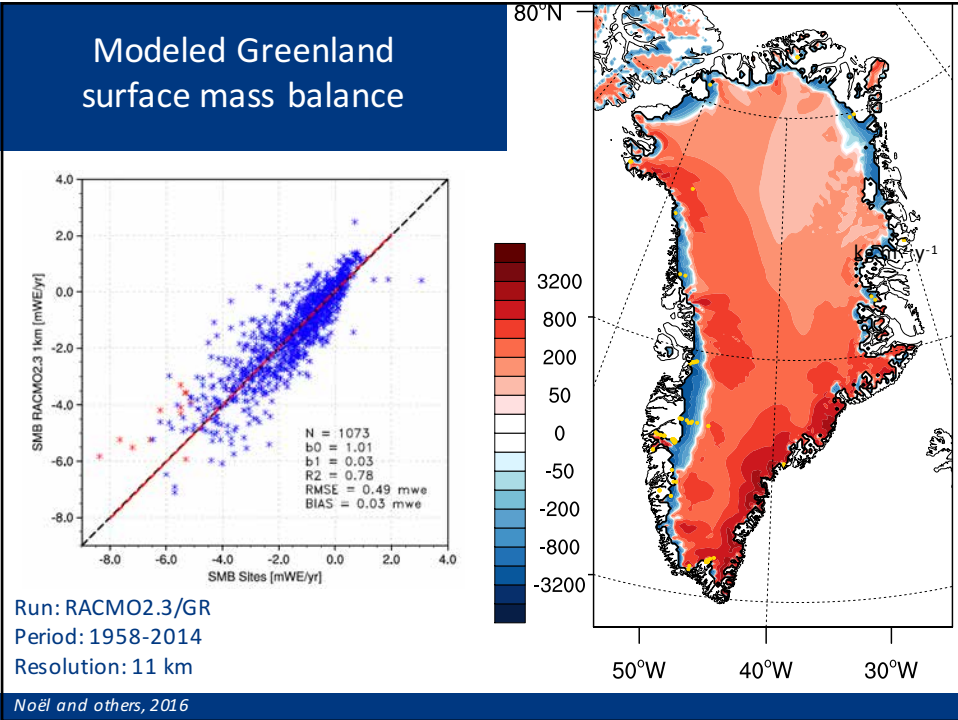 Modeled Greenland
surface mass balance
4.0
2.0
0.0
-2.0
-4.0
-6.0
-8.0
SMB RACMO2.3 1km [mWE/yr]
N = 1073
b0 = 1.01
b1 = 0.03
R2 = 0.78
RMSE = 0.49 mwe
BIAS = 0.03 mwe
-8.0 -6.0 -4.0 -2.0 0.0 2.0 4.0
SMB Sites [mWE/yr]
Run: RACMO2.3/GR
Period: 1958-2014
Resolution: 11 km
Noël and others, 2016
3200
800
200
50
0
-50
-200
-800
-3200
80°N
y⁻¹
50°W 40°W 30°W